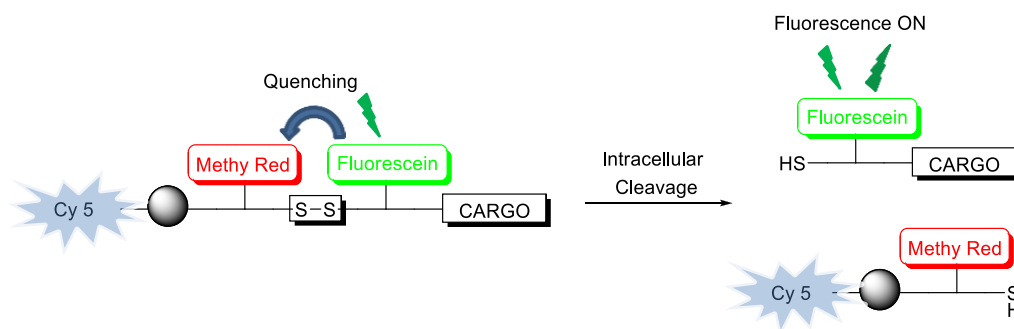 Fluorescence ON
Quenching
Fluorescein
Methy Red
Fluorescein
HS
CARGO
Intracellular
Cleavage
Cy 5
S-S
CARGO
Methy Red
Cy 5
S
H